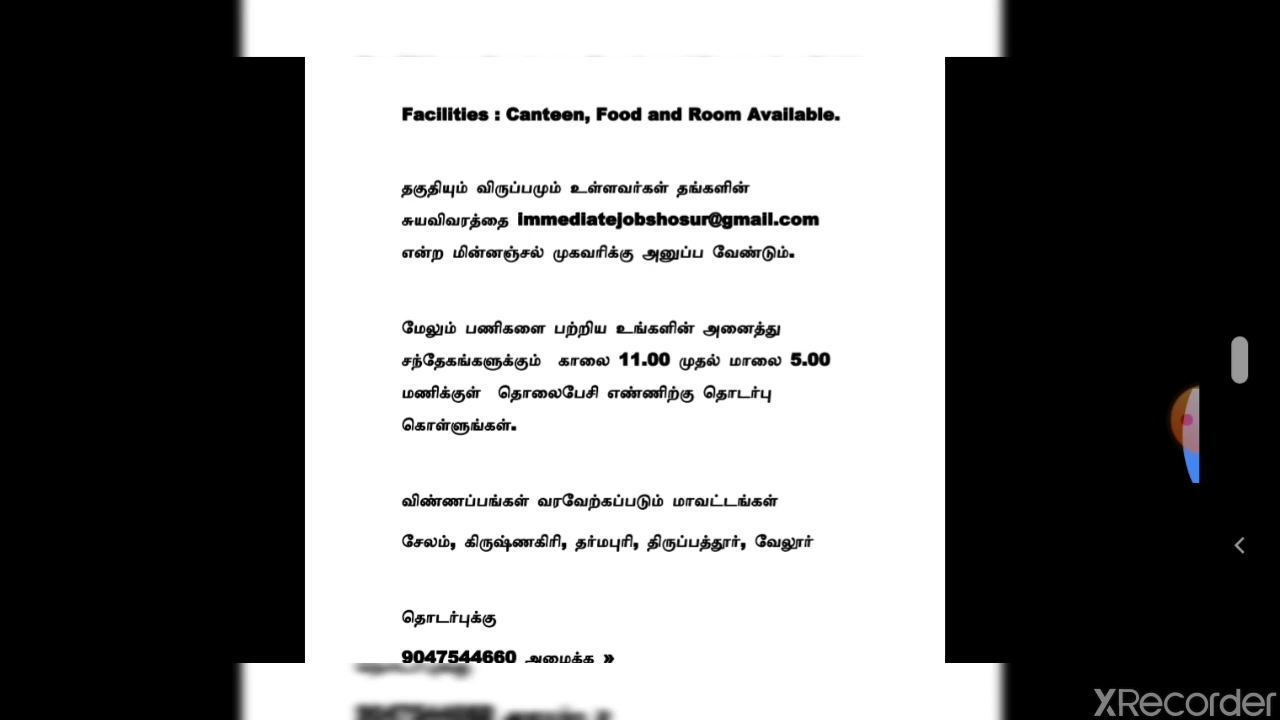 Facilities : Canteen, Food and Room Available.
தகுதியும் விருப்பமும் உள்ளவர்கள் தங்களின்
சுயவிவரத்தை immediatejobshosur@gmail.com
என்ற மின்னஞ்சல் முகவரிக்கு அனுப்ப வேண்டும்.
மேலும் பணிகளை பற்றிய உங்களின் அனைத்து
சந்தேகங்களுக்கும் காலை 11.00 முதல் மாலை 5.00
மணிக்குள் தொலைபேசி எண்ணிற்கு தொடர்பு
கொள்ளுங்கள்.
விண்ணப்பங்கள் வரவேற்கப்படும் மாவட்டங்கள்
சேலம், கிருஷ்ணகிரி, தர்மபுரி, திருப்பத்தூர், வேலூர்
தொடர்புக்கு
9047544660 அழைக்க »
XRecorder